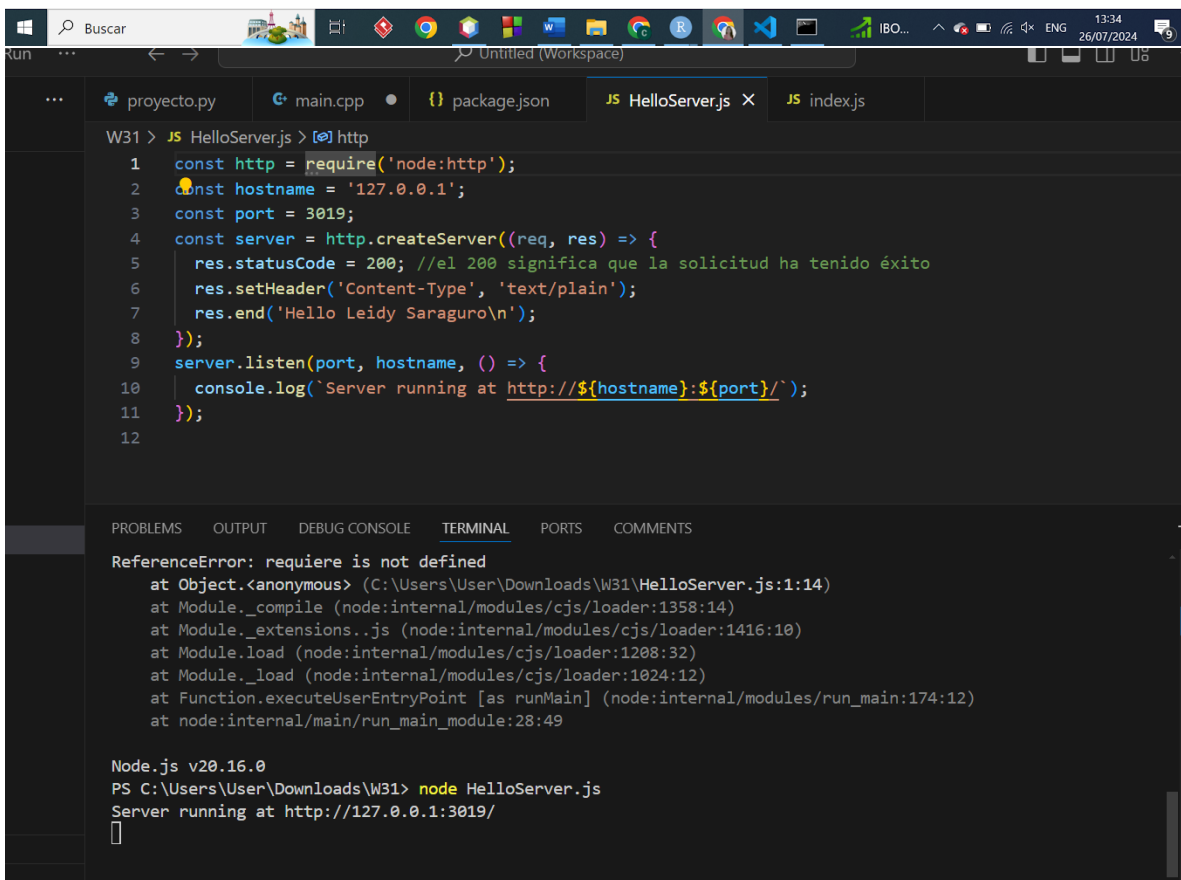 Buscar
IBO...
ENG
13:34
26/07/2024
9
Run ...
Untitled (Workspace)
... proyecto.py main.cpp package.json JS HelloServer.js JS index.js
W31 > JS HelloServer.js > http
1 const http = require('node:http');
2 const hostname = '127.0.0.1';
3 const port = 3019;
4 const server = http.createServer((req, res) => {
5 res.statusCode = 200; //el 200 significa que la solicitud ha tenido éxito
6 res.setHeader('Content-Type', 'text/plain');
7 res.end('Hello Leidy Saraguro\n');
8 });
9 server.listen(port, hostname, () => {
10 console.log(`Server running at http://${hostname}:${port}/`);
11 });
12
PROBLEMS OUTPUT DEBUG CONSOLE TERMINAL PORTS COMMENTS
ReferenceError: requiere is not defined
at Object.<anonymous> (C:\Users\User\Downloads\W31\HelloServer.js:1:14)
at Module._compile (node:internal/modules/cjs/loader:1358:14)
at Module._extensions..js (node:internal/modules/cjs/loader:1416:10)
at Module.load (node:internal/modules/cjs/loader:1208:32)
at Module._load (node:internal/modules/cjs/loader:1024:12)
at Function.executeUserEntryPoint [as runMain] (node:internal/modules/run_main:174:12)
at node:internal/main/run_main_module:28:49
Node.js v20.16.0
PS C:\Users\User\Downloads\W31> node HelloServer.js
Server running at http://127.0.0.1:3019/